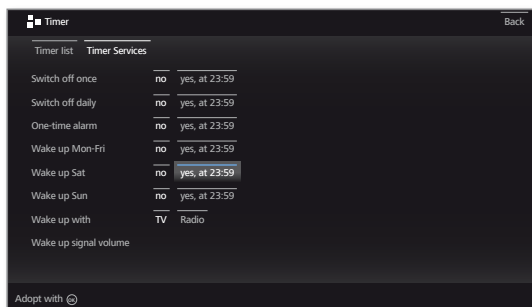 Timer Back
Timer list Timer Services
Switch off once no yes, at 23:59
Switch off daily no yes, at 23:59
One-time alarm no yes, at 23:59
Wake up Mon-Fri no yes, at 23:59
Wake up Sat no yes, at 23:59
Wake up Sun no yes, at 23:59
Wake up with TV Radio
Wake up signal volume
Adopt with OK